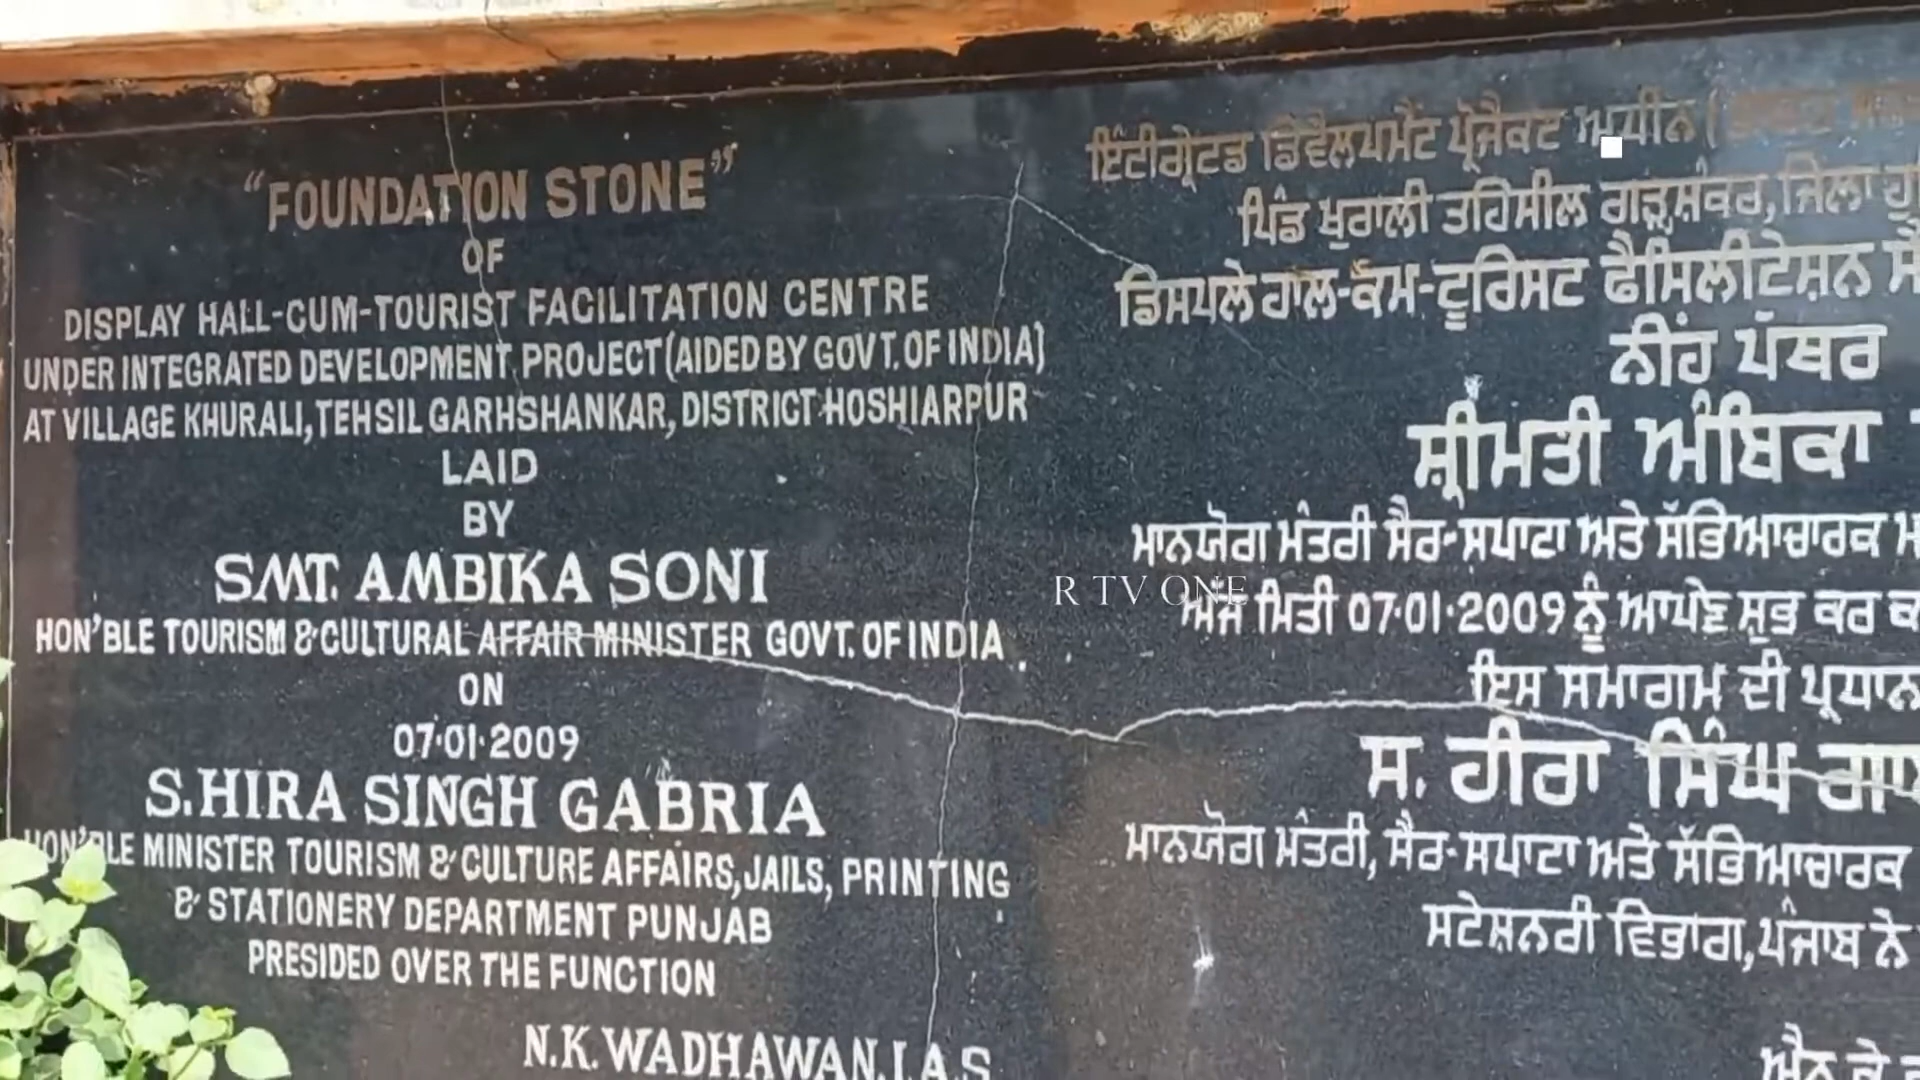 “FOUNDATION STONE”
OF
DISPLAY HALL-CUM-TOURIST FACILITATION CENTRE
UNDER INTEGRATED DEVELOPMENT PROJECT (AIDED BY GOVT. OF INDIA)
AT VILLAGE KHURALI, TEHSIL GARHSHANKAR, DISTRICT HOSHIARPUR
LAID
BY
SMT. AMBIKA SONI
HON'BLE TOURISM & CULTURAL AFFAIR MINISTER GOVT. OF INDIA
ON
07·01·2009
S. HIRA SINGH GABRIA
HON'BLE MINISTER TOURISM & CULTURE AFFAIRS, JAILS, PRINTING
& STATIONERY DEPARTMENT PUNJAB
PRESIDED OVER THE FUNCTION
N.K. WADHAWAN I.A.S
ਇੰਟੀਗ੍ਰੇਟਡ ਡਿਵੈਲਪਮੈਂਟ ਪ੍ਰੋਜੈਕਟ ਅਧੀਨ (
ਪਿੰਡ ਖੁਰਾਲੀ ਤਹਿਸੀਲ ਗੜ੍ਹਸ਼ੰਕਰ, ਜਿਲਾ
ਡਿਸਪਲੇ ਹਾਲ-ਕੰਮ-ਟੂਰਿਸਟ ਫੈਸਿਲੀਟੇਸ਼ਨ
ਨੀਂਹ ਪੱਥਰ
ਸ਼੍ਰੀਮਤੀ ਅੰਬਿਕਾ
ਮਾਨਯੋਗ ਮੰਤਰੀ ਸੈਰ-ਸਪਾਟਾ ਅਤੇ ਸੱਭਿਆਚਾਰਕ
R TV ONE
ਅੱਜ ਮਿਤੀ 07·01·2009 ਨੂੰ ਆਪਣੇ ਸ਼ੁਭ ਕਰ
ਇਸ ਸਮਾਗਮ ਦੀ
ਸ. ਹੀਰਾ ਸਿੰਘ
ਮਾਨਯੋਗ ਮੰਤਰੀ, ਸੈਰ-ਸਪਾਟਾ ਅਤੇ ਸੱਭਿਆਚਾਰਕ
ਸਟੇਸ਼ਨਰੀ ਵਿਭਾਗ, ਪੰਜਾਬ ਨੇ
ਐਨ ਕੇ